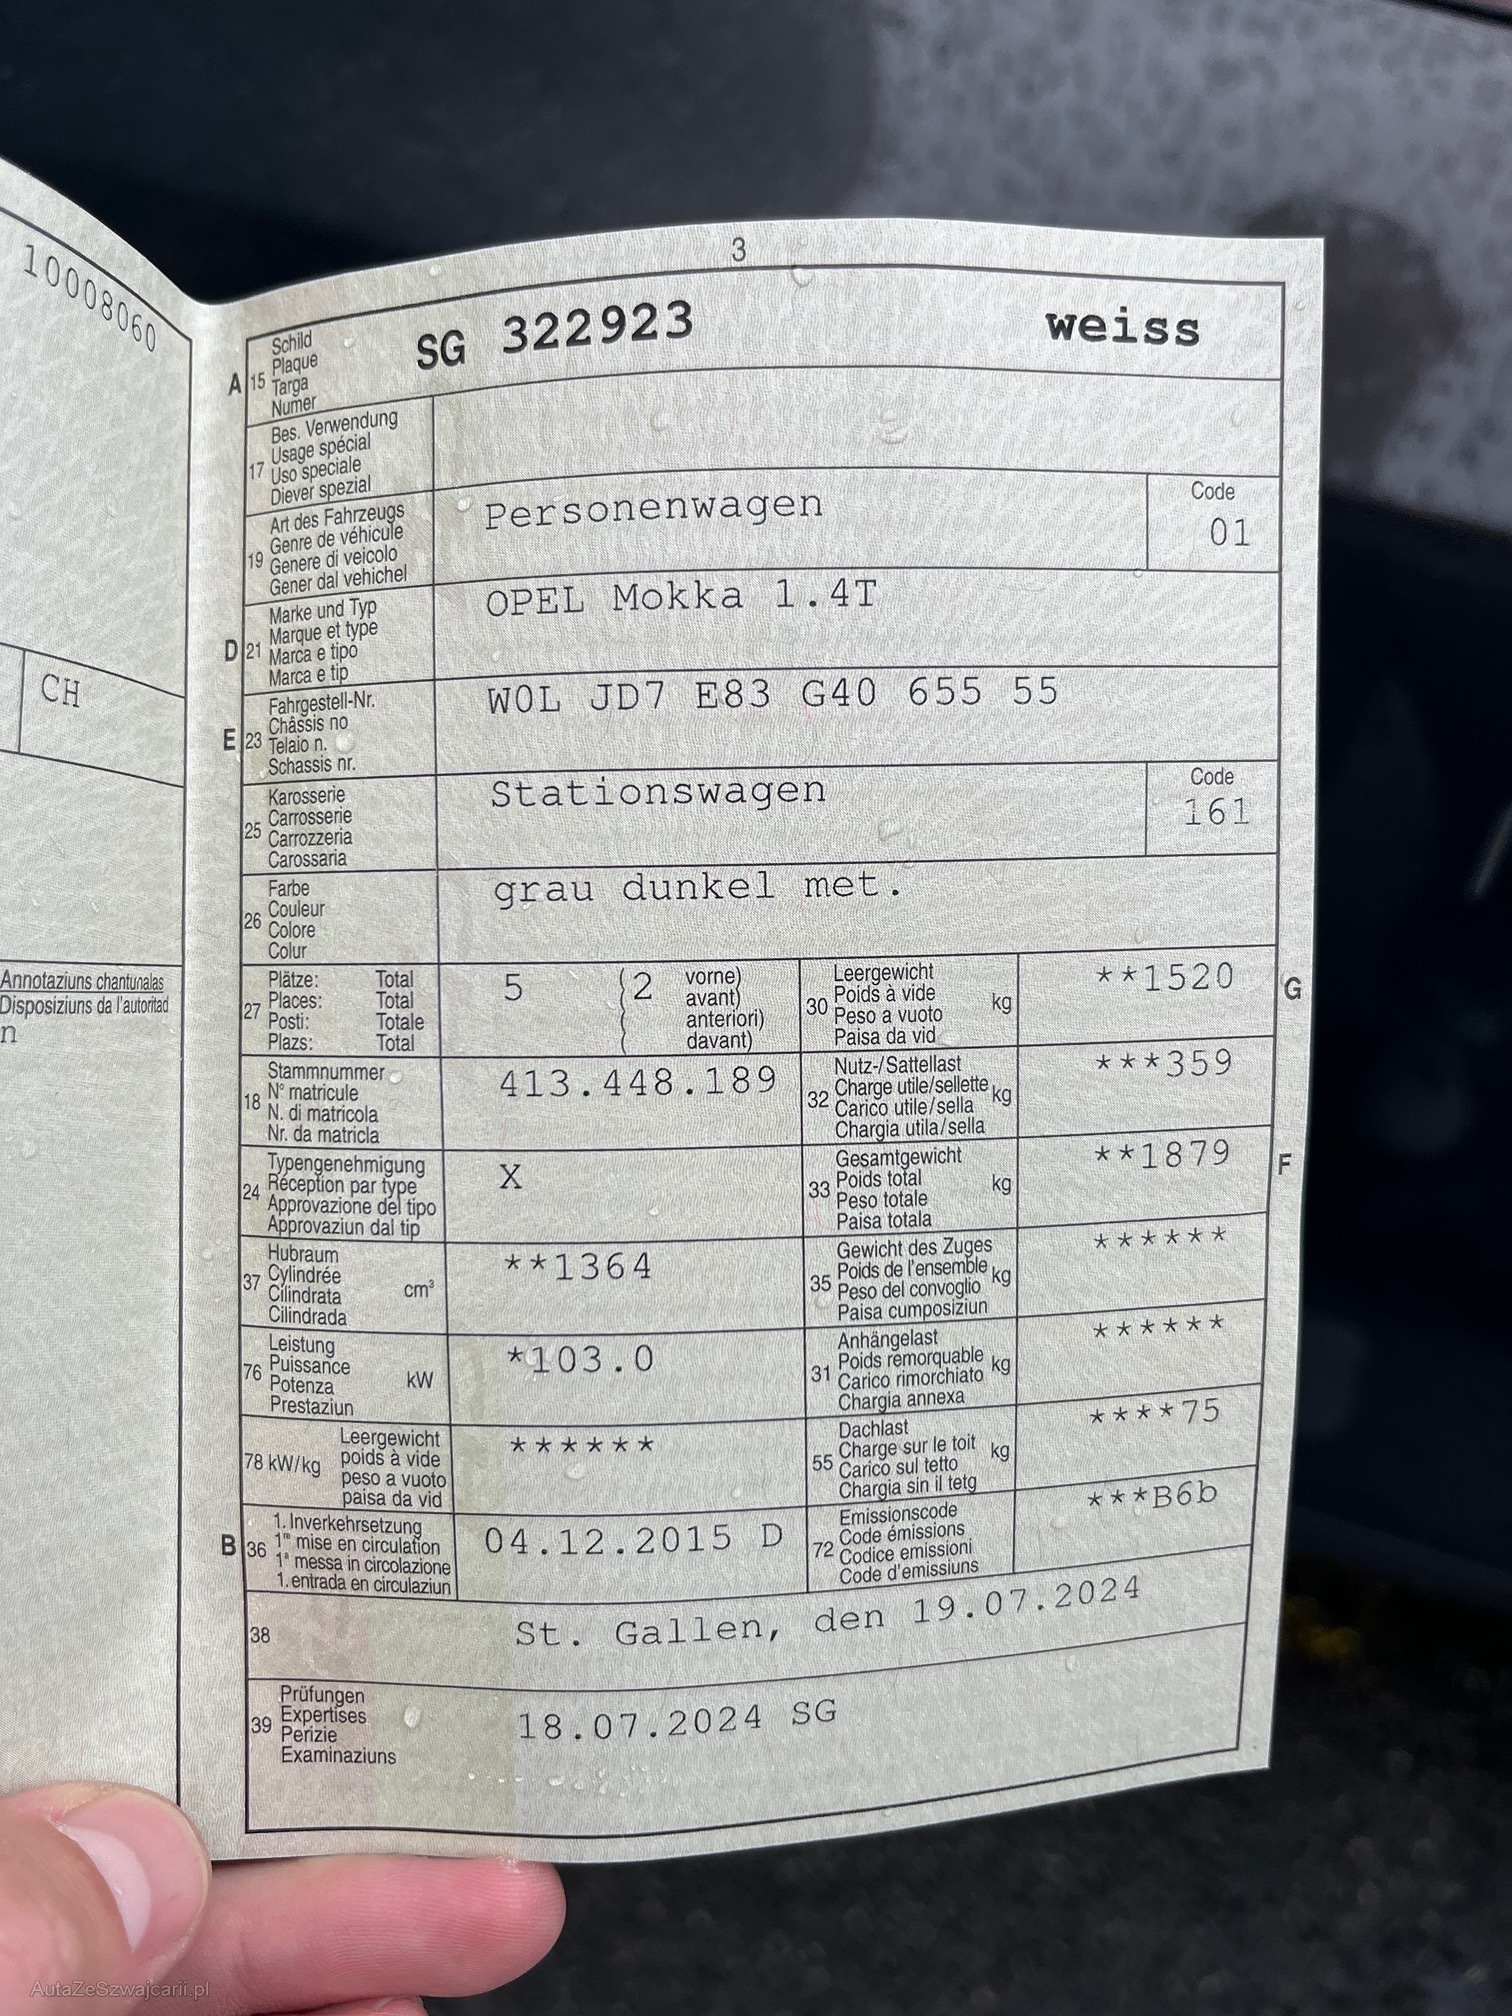 10008060
CH
Annotaziuns chantunalas
Disposiziuns da l'autoritad
n
3
A 15 Schild
Plaque
Targa
Numer
SG 322923 weiss
17 Bes. Verwendung
Usage spécial
Uso speciale
Diever spezial
19 Art des Fahrzeugs
Genre de véhicule
Genere di veicolo
Gener dal vehichel
Personenwagen
Code
01
D 21 Marke und Typ
Marque et type
Marca e tipo
Marca e tip
OPEL Mokka 1.4T
E 23 Fahrgestell-Nr.
Châssis no
Telaio n.
Schassis nr.
W0L JD7 E83 G40 655 55
25 Karosserie
Carrosserie
Carrozzeria
Carossaria
Stationswagen
Code
161
26 Farbe
Couleur
Colore
Colur
grau dunkel met.
27 Plätze: Total
Places: Total
Posti: Totale
Plazs: Total
5 (2 vorne)
( avant)
( anteriori)
( davant)
30 Leergewicht
Poids à vide
Peso a vuoto
Paisa da vid
kg
**1520
G
18 Stammnummer
N° matricule
N. di matricola
Nr. da matricla
413.448.189
32 Nutz-/Sattellast
Charge utile/sellette
Carico utile/sella
Chargia utila/sella
kg
***359
24 Typengenehmigung
Réception par type
Approvazione del tipo
Approvaziun dal tip
X
33 Gesamtgewicht
Poids total
Peso totale
Paisa totala
kg
**1879
F
37 Hubraum
Cylindrée
Cilindrata
Cilindrada
cm³
**1364
35 Gewicht des Zuges
Poids de l'ensemble
Peso del convoglio
Paisa cumposiziun
kg
******
76 Leistung
Puissance
Potenza
Prestaziun
kW
*103.0
31 Anhängelast
Poids remorquable
Carico rimorchiato
Chargia annexa
kg
******
78 kW/kg Leergewicht
poids à vide
peso a vuoto
paisa da vid
******
55 Dachlast
Charge sur le toit
Carico sul tetto
Chargia sin il tetg
kg
****75
B 36 1. Inverkehrsetzung
1re mise en circulation
1a messa in circolazione
1. entrada en circulaziun
04.12.2015 D
72 Emissionscode
Code émissions
Codice emissioni
Code d'emissiuns
***B6b
38
St. Gallen, den 19.07.2024
39 Prüfungen
Expertises
Perizie
Examinaziuns
18.07.2024 SG
AutaZeSzwajcarii.pl